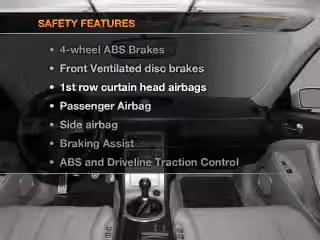 SAFETY FEATURES
• 4-wheel ABS Brakes
• Front Ventilated disc brakes
• 1st row curtain head airbags
• Passenger Airbag
• Side airbag
• Braking Assist
• ABS and Driveline Traction Control